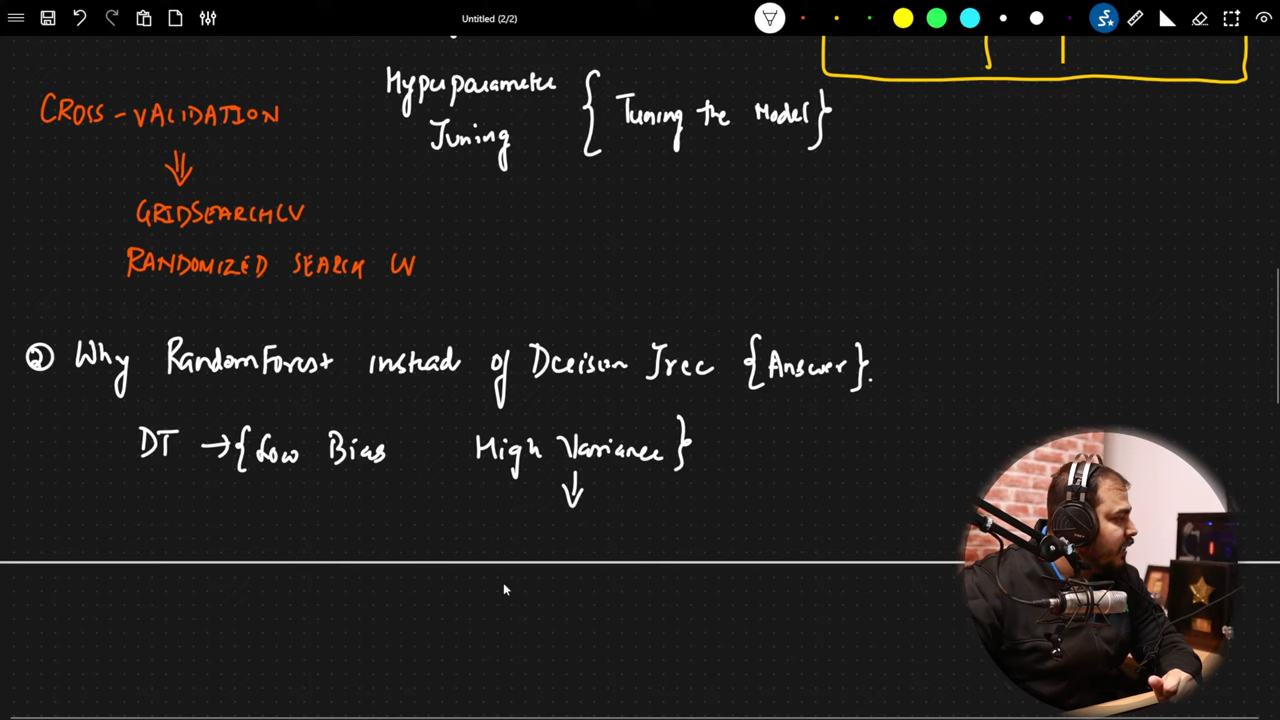 Untitled (2/2)
Hyperparameter
Tuning { Tuning the Model }
CROSS - VALIDATION
⇓
GRIDSEARCHCV
RANDOMIZED SEARCH CV
② Why RandomForest instead of Decision Tree {Answer}.
DT → {Low Bias High Variance}
↓